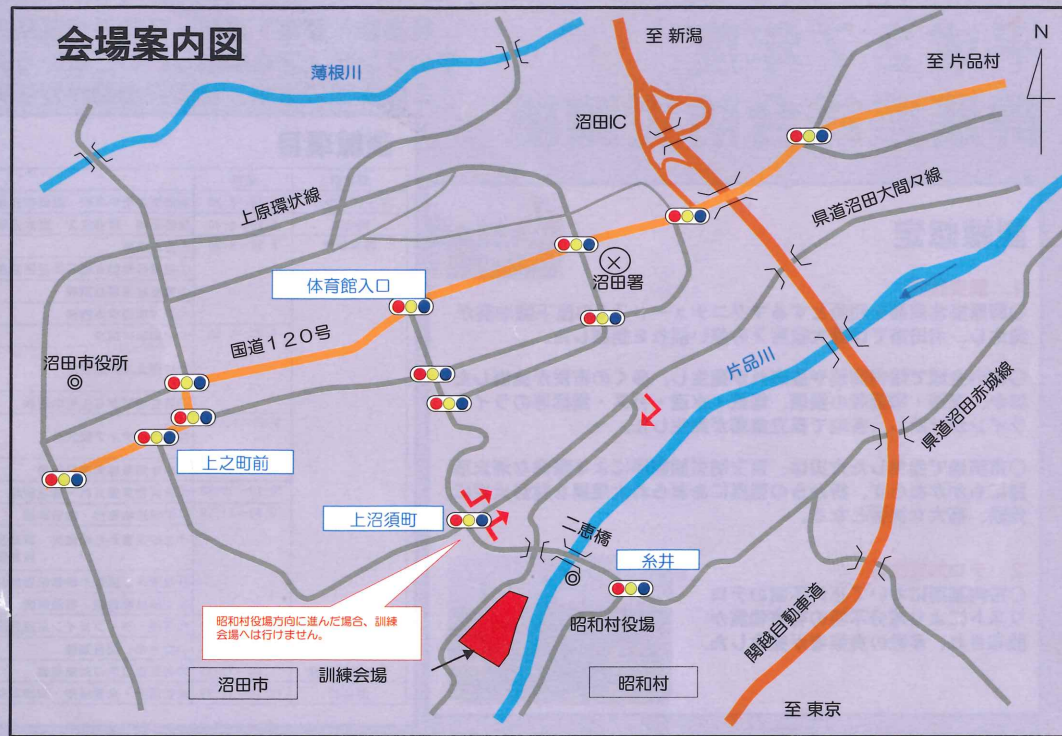 会場案内図
至 新潟
N
薄根川
至 片品村
沼田IC
県道沼田大間々線
上原環状線
体育館入口
沼田署
国道120号
沼田市役所
片品川
県道沼田赤城線
上之町前
上沼須町
二恵橋
糸井
昭和村役場方向に進んだ場合、訓練
会場へは行けません。
昭和村役場
関越自動車道
訓練会場
沼田市
昭和村
至 東京